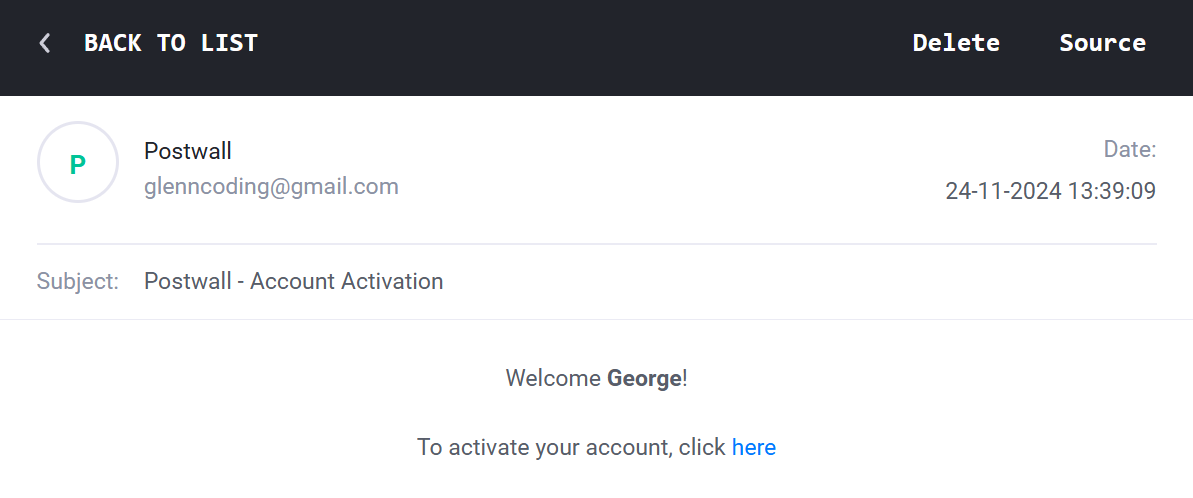 BACK TO LIST
Delete
Source
P
Postwall
glenncoding@gmail.com
Date:
24-11-2024 13:39:09
Subject: Postwall - Account Activation
Welcome George!
To activate your account, click here